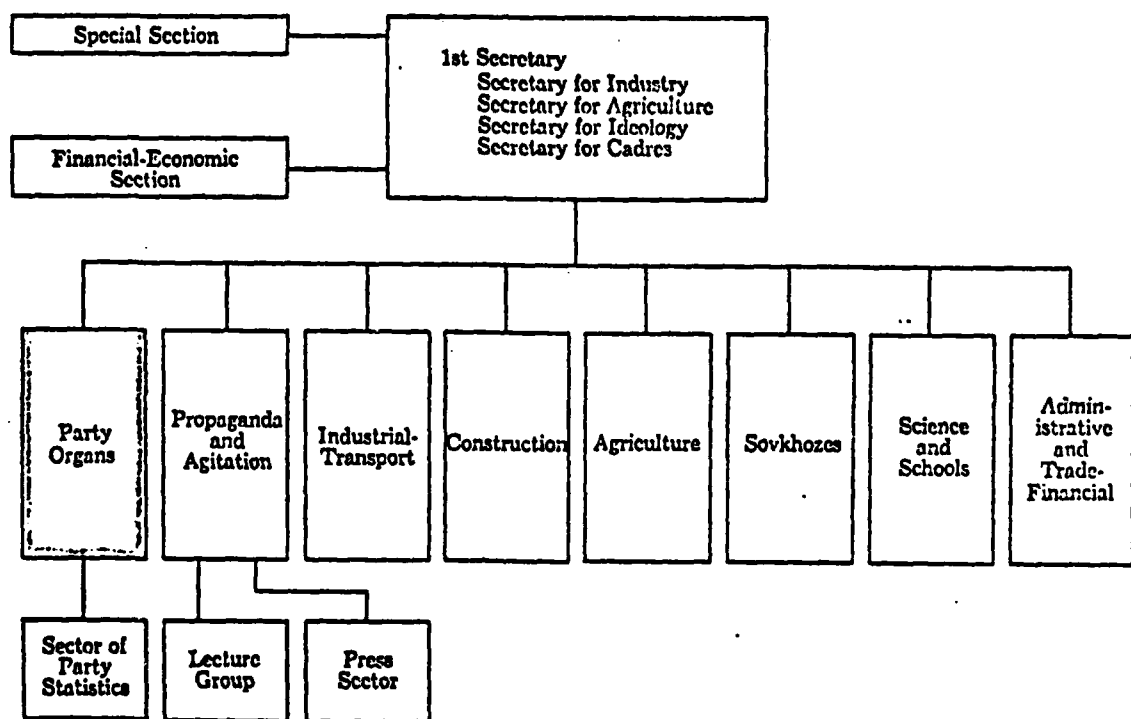 Special Section
1st Secretary
Secretary for Industry
Secretary for Agriculture
Secretary for Ideology
Secretary for Cadres
Financial-Economic
Section
Party
Organs
Propaganda
and
Agitation
Industrial-
Transport
Construction
Agriculture
Sovkhozes
Science
and
Schools
Admin-
istrative
and
Trade-
Financial
Sector of
Party
Statistics
Lecture
Group
Press
Sector